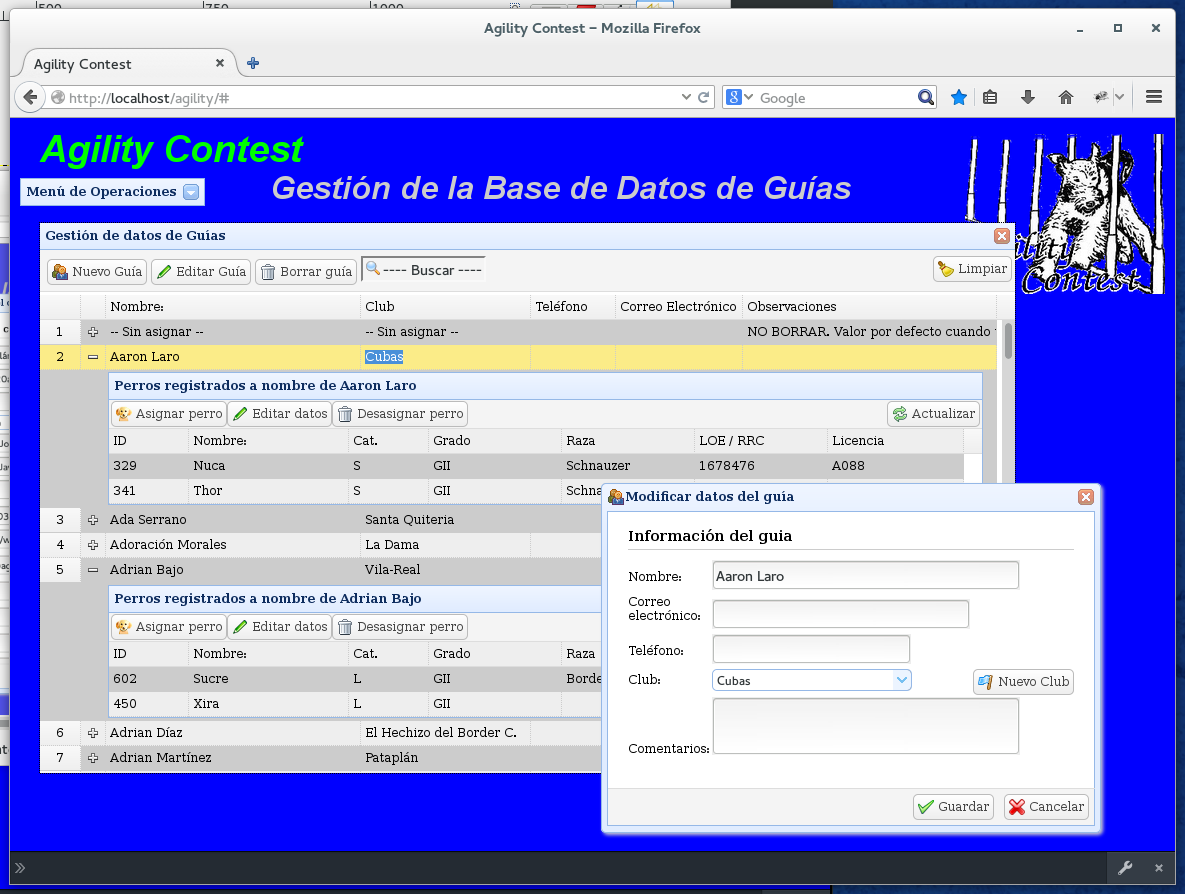 500 750 1000
Agility Contest – Mozilla Firefox
Agility Contest
http://localhost/agility/#
8 Google
Agility Contest
Menú de Operaciones
Gestión de la Base de Datos de Guías
Agility
Contest
Gestión de datos de Guías
Nuevo Guía Editar Guía Borrar guía ---- Buscar ---- Limpiar
Nombre: Club Teléfono Correo Electrónico Observaciones
1 -- Sin asignar -- -- Sin asignar -- NO BORRAR. Valor por defecto cuando
2 Aaron Laro Cubas
Perros registrados a nombre de Aaron Laro
Asignar perro Editar datos Desasignar perro Actualizar
ID Nombre: Cat. Grado Raza LOE / RRC Licencia
329 Nuca S GII Schnauzer 1678476 A088
341 Thor S GII Schna
3 Ada Serrano Santa Quiteria
4 Adoración Morales La Dama
5 Adrian Bajo Vila-Real
Perros registrados a nombre de Adrian Bajo
Asignar perro Editar datos Desasignar perro
ID Nombre: Cat. Grado Raza
602 Sucre L GII Borde
450 Xira L GII
6 Adrian Díaz El Hechizo del Border C.
7 Adrian Martínez Pataplán
Modificar datos del guía
Información del guia
Nombre: Aaron Laro
Correo
electrónico:
Teléfono:
Club: Cubas Nuevo Club
Comentarios:
Guardar Cancelar